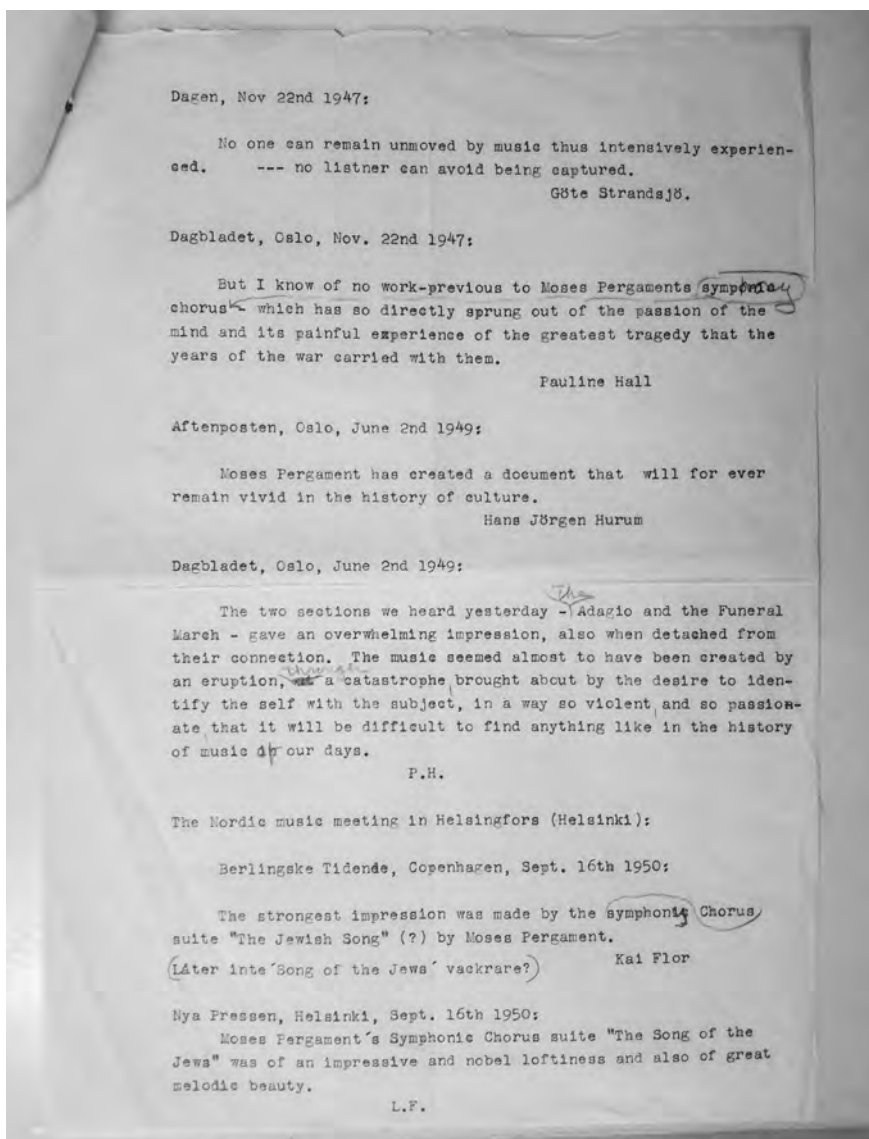 Dagen, Nov 22nd 1947:
No one can remain unmoved by music thus intensively experien-
ced. --- no listner can avoid being captured.
Göte Strandsjö.
Dagbladet, Oslo, Nov. 22nd 1947:
But I know of no work-previous to Moses Pergaments symphony
chorus - which has so directly sprung out of the passion of the
mind and its painful experience of the greatest tragedy that the
years of the war carried with them.
Pauline Hall
Aftenposten, Oslo, June 2nd 1949:
Moses Pergament has created a document that will for ever
remain vivid in the history of culture.
Hans Jörgen Hurum
Dagbladet, Oslo, June 2nd 1949:
The
The two sections we heard yesterday - Adagio and the Funeral
March - gave an overwhelming impression, also when detached from
their connection. The music seemed almost to have been created by
through
an eruption, a catastrophe brought about by the desire to iden-
tify the self with the subject, in a way so violent and so passion-
ate that it will be difficult to find anything like in the history
of music our days.
P.H.
The Nordic music meeting in Helsingfors (Helsinki):
Berlingske Tidende, Copenhagen, Sept. 16th 1950:
The strongest impression was made by the Chorus
suite "The Jewish Song" (?) by Moses Pergament.
Kai Flor
(LÅter inte ´Song of the Jews´ vackrare?)
Nya Pressen, Helsinki, Sept. 16th 1950:
Moses Pergament´s Symphonic Chorus suite "The Song of the
Jews" was of an impressive and nobel loftiness and also of great
melodic beauty.
L.F.